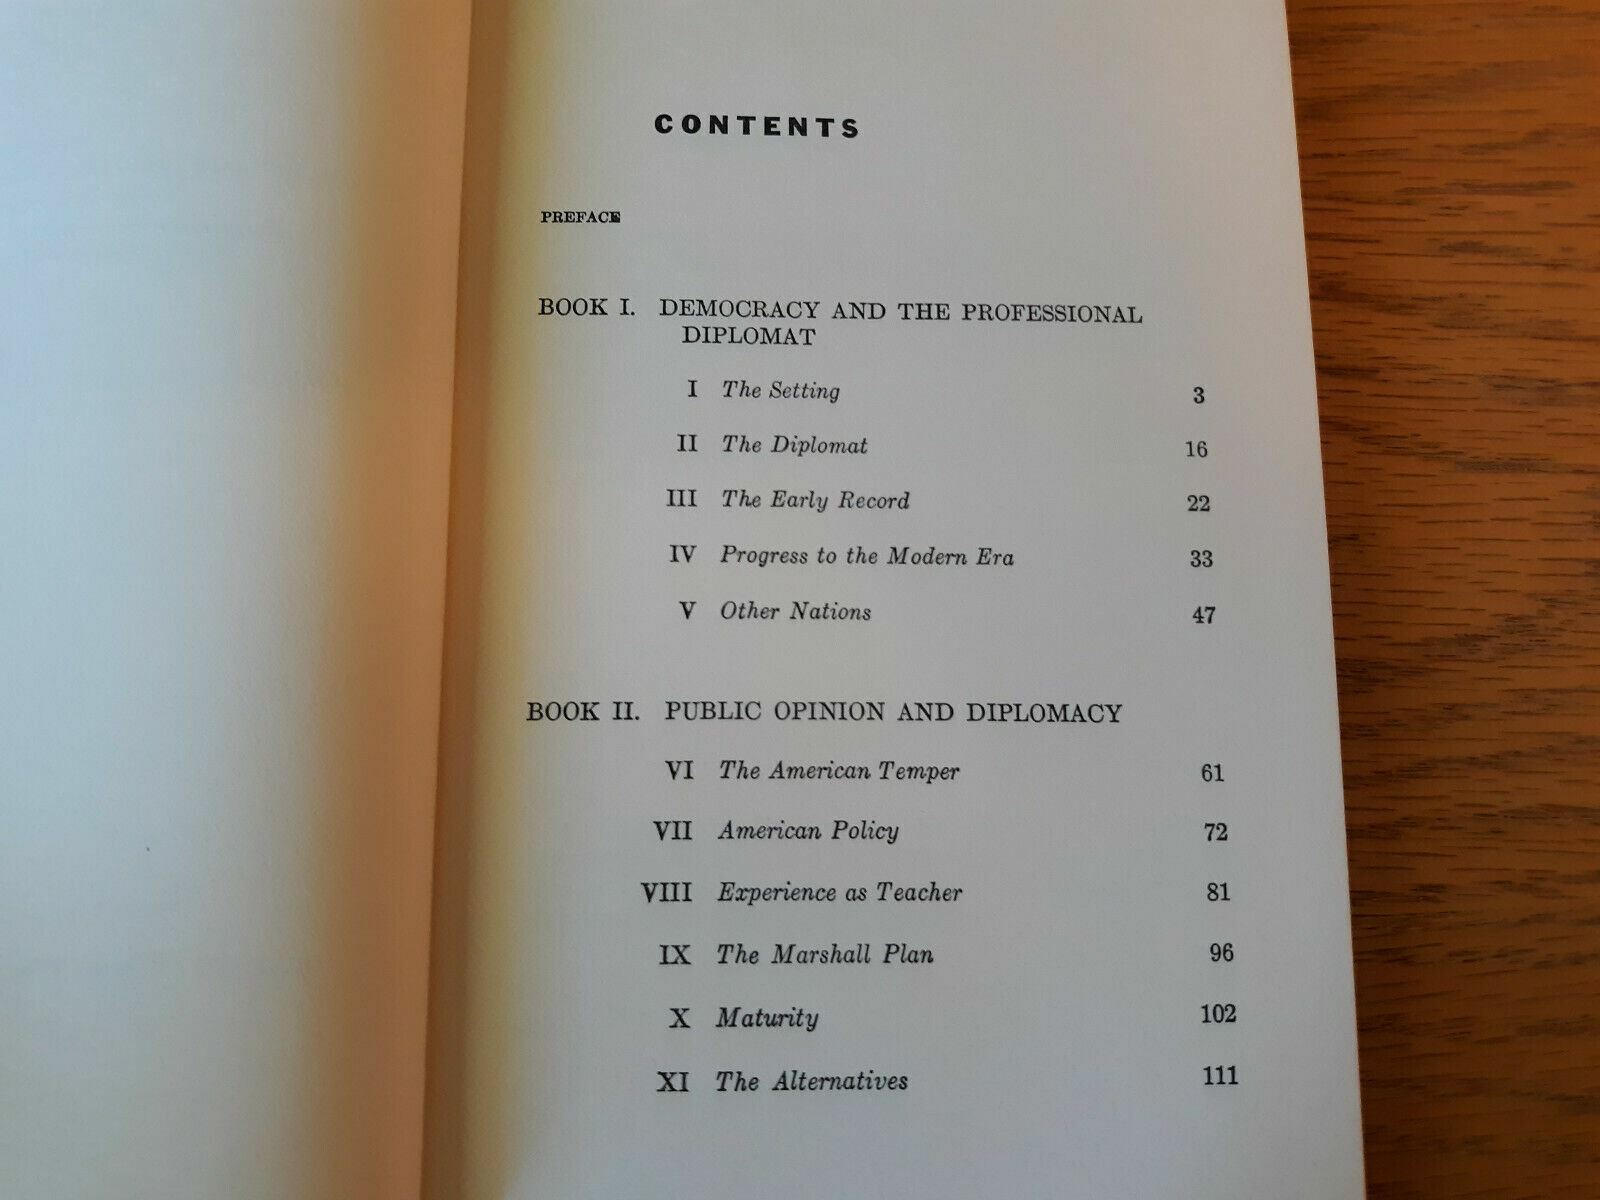 CONTENTS
PREFACE
BOOK I. DEMOCRACY AND THE PROFESSIONAL
DIPLOMAT
I The Setting 3
II The Diplomat 16
III The Early Record 22
IV Progress to the Modern Era 33
V Other Nations 47
BOOK II. PUBLIC OPINION AND DIPLOMACY
VI The American Temper 61
VII American Policy 72
VIII Experience as Teacher 81
IX The Marshall Plan 96
X Maturity 102
XI The Alternatives 111